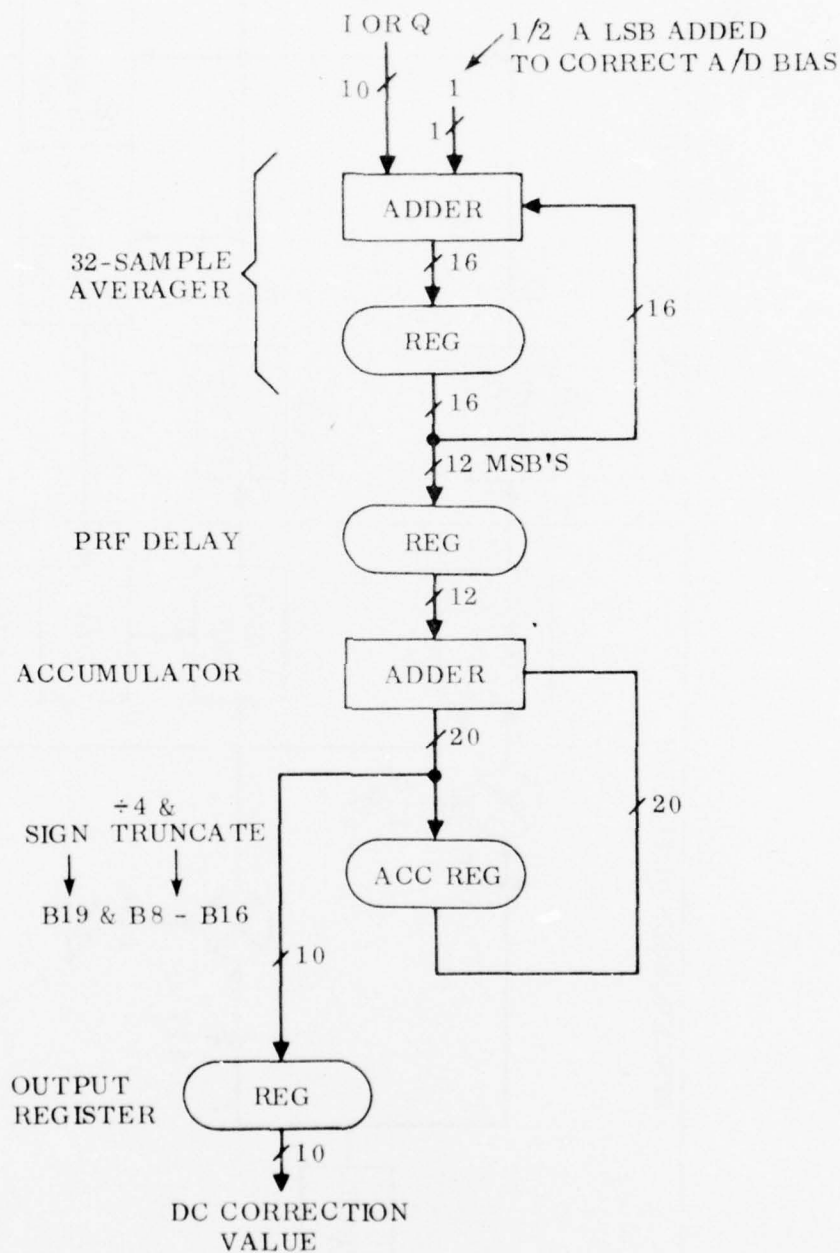 I OR Q
1/2 A LSB ADDED
TO CORRECT A/D BIAS
10
1
1
ADDER
32-SAMPLE
AVERAGER
16
REG
16
16
12 MSB'S
PRF DELAY
REG
12
ACCUMULATOR
ADDER
20
÷4 &
SIGN TRUNCATE
20
ACC REG
B19 & B8 - B16
10
OUTPUT
REGISTER
REG
10
DC CORRECTION
VALUE